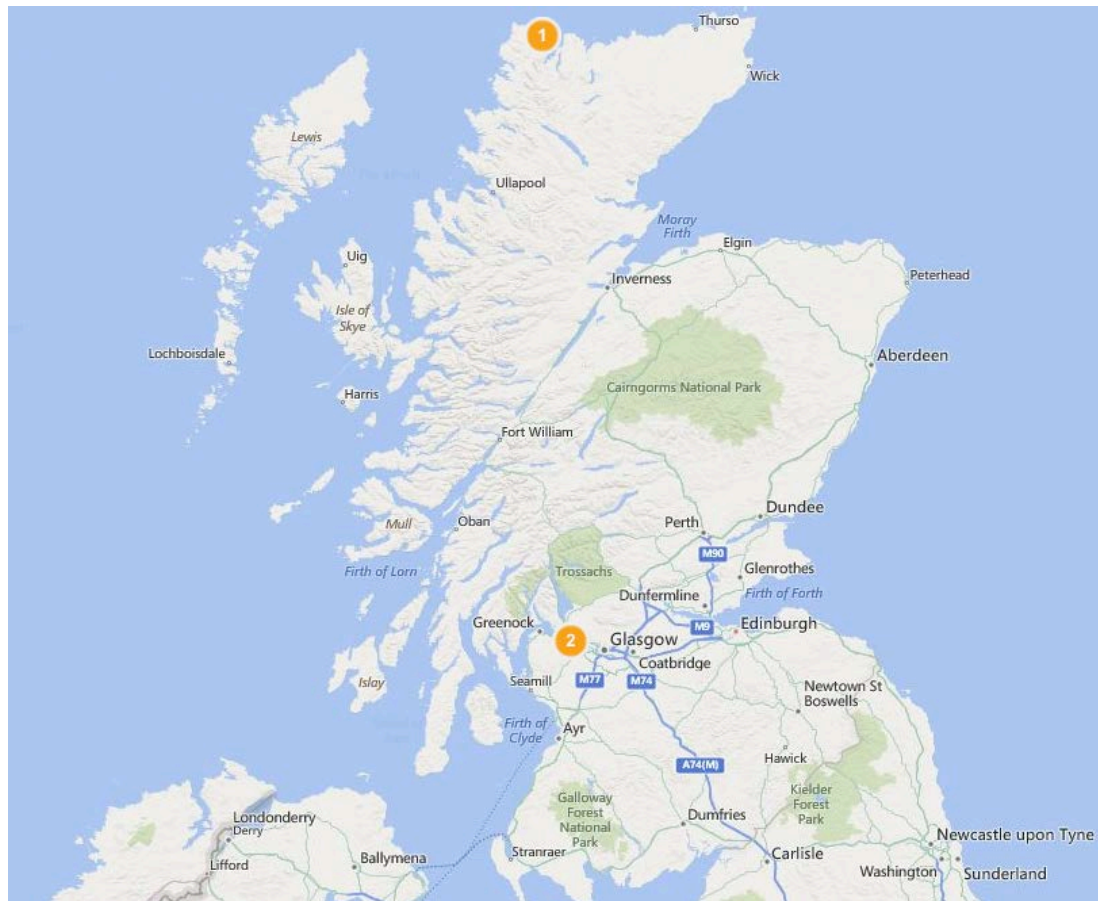 1
Thurso
Wick
Lewis
Ullapool
Moray
Firth
Elgin
Uig
Inverness
Peterhead
Isle of
Skye
Lochboisdale
Aberdeen
Harris
Cairngorms National Park
Fort William
Dundee
Mull
Oban
Perth
M90
Firth of Lorn
Trossachs
Glenrothes
Dunfermline
Firth of Forth
Greenock
2
Glasgow
M9
Edinburgh
Coatbridge
Islay
Seamill
M77
M74
Newtown St
Boswells
Firth of
Clyde
Ayr
Hawick
A74(M)
Kielder
Forest
Park
Galloway
Forest
National
Park
Dumfries
Londonderry
Derry
Lifford
Ballymena
Stranraer
Carlisle
Newcastle upon Tyne
Washington
Sunderland